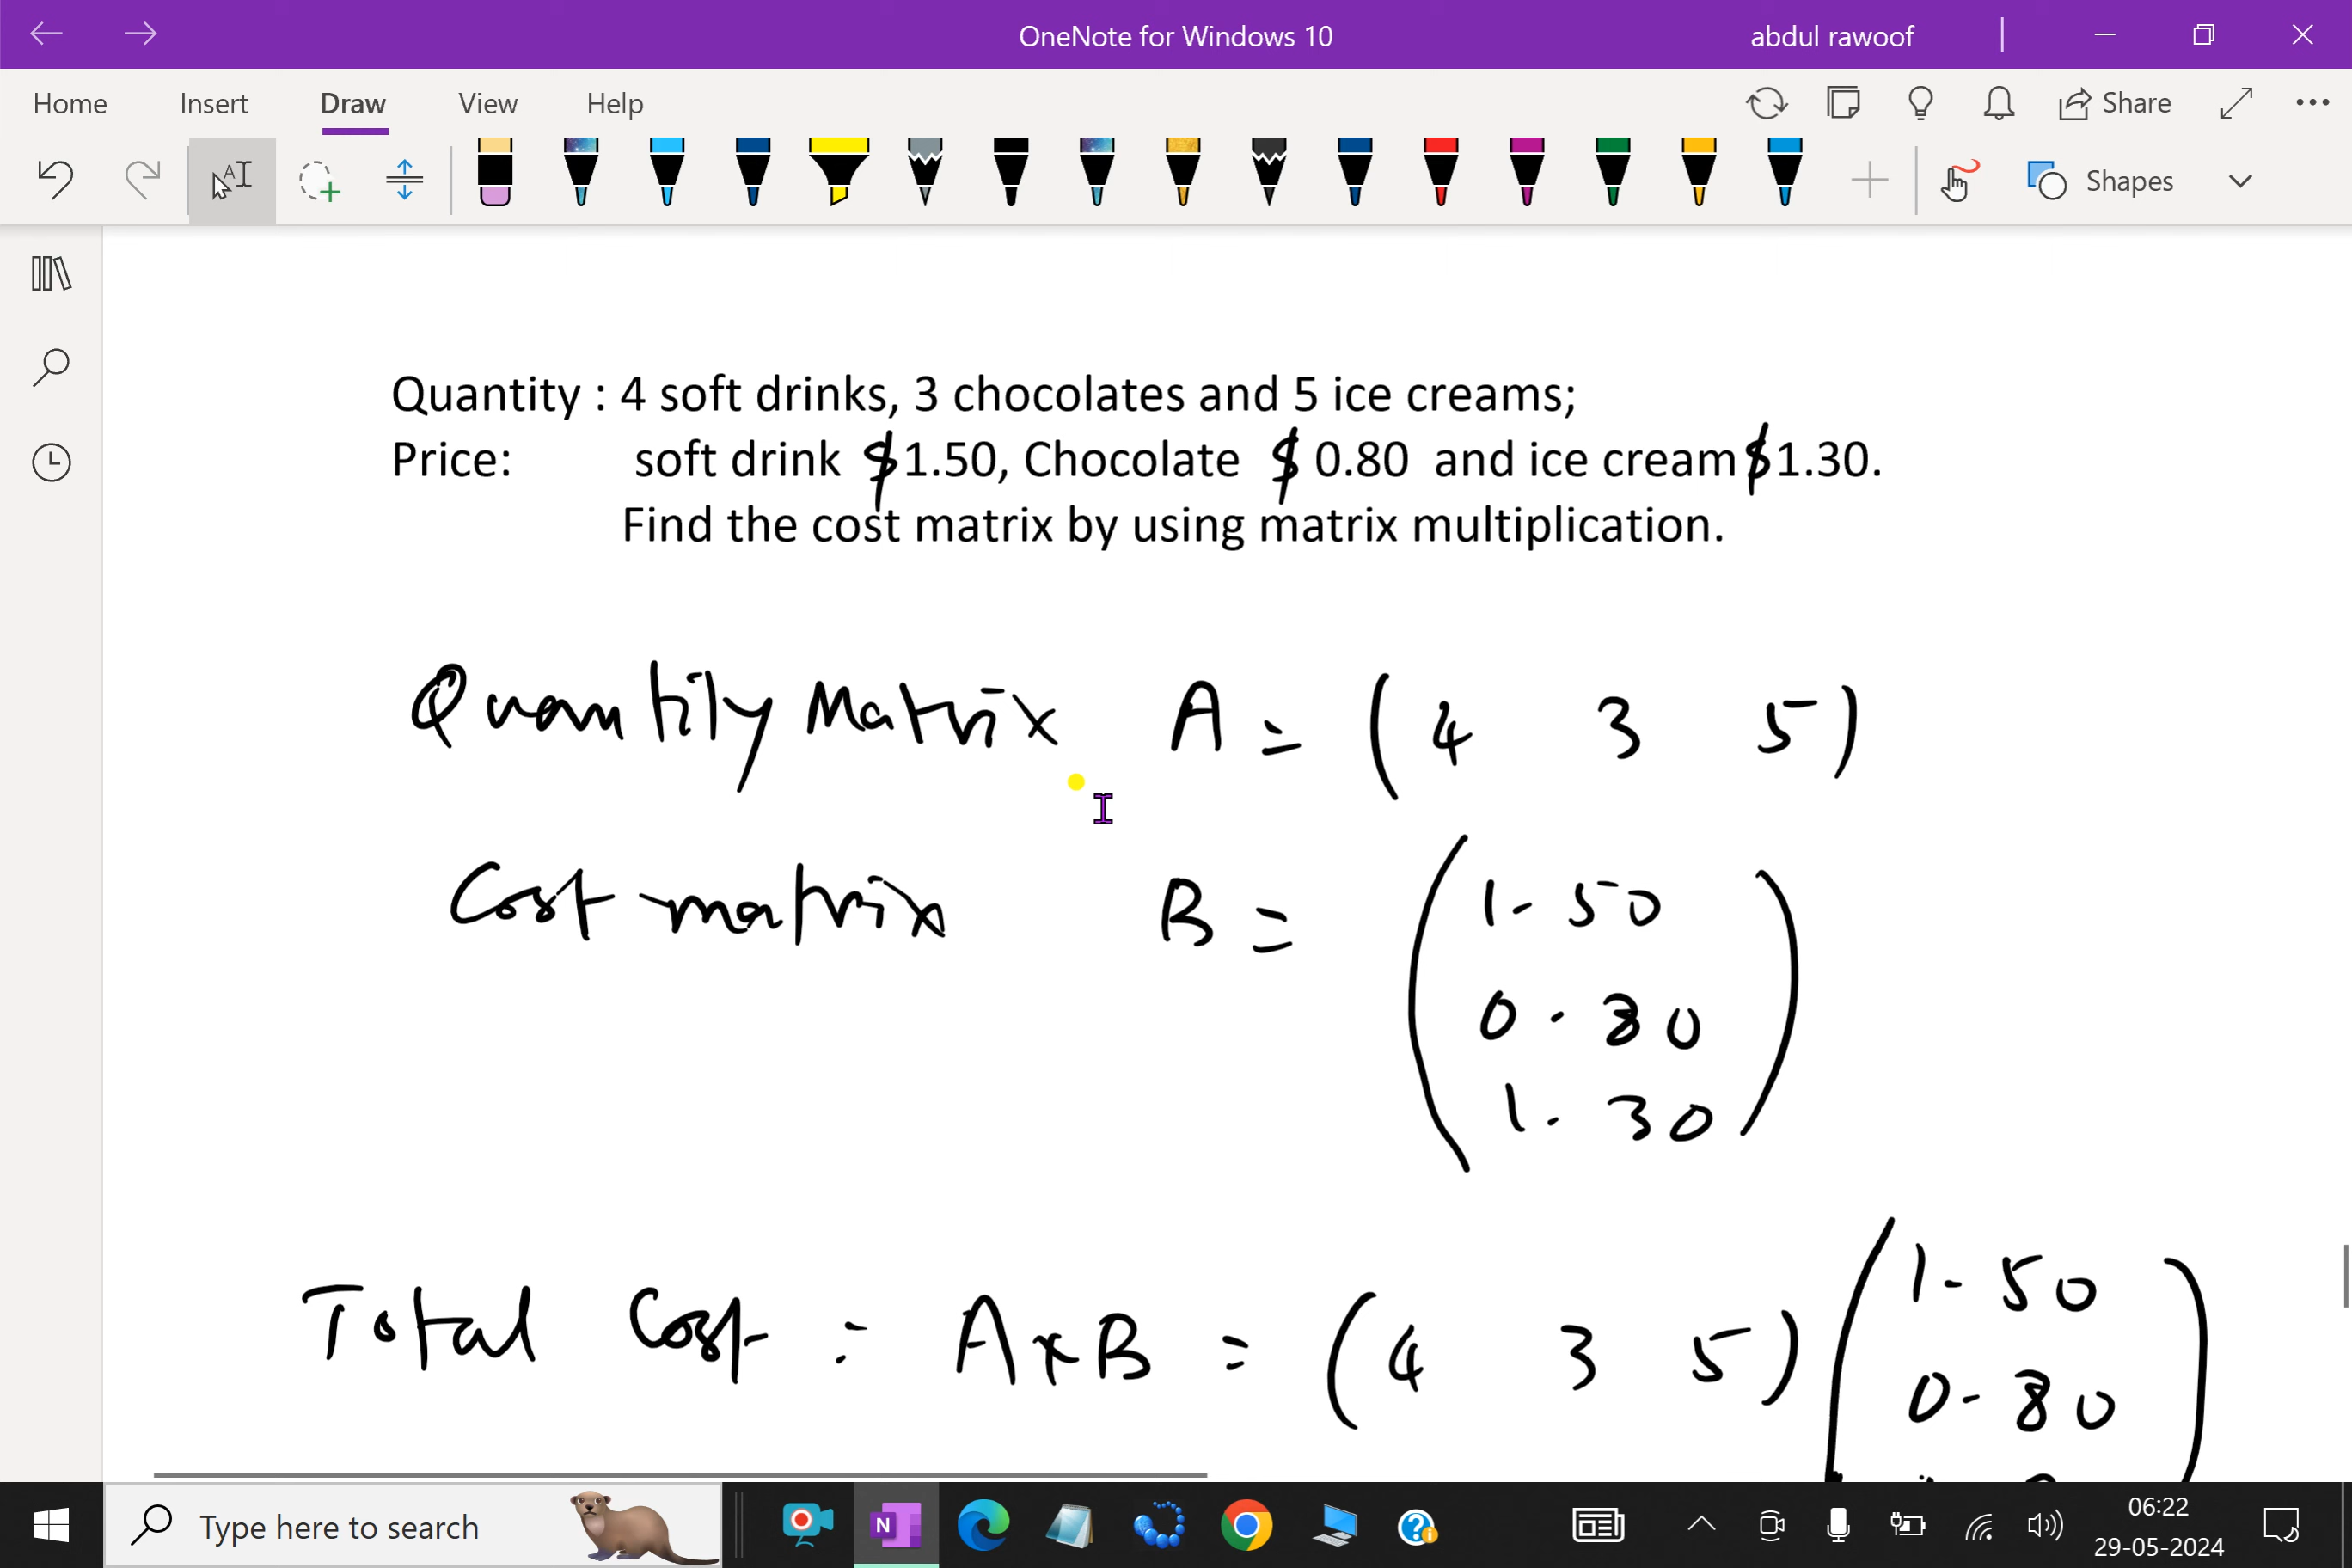 OneNote for Windows 10
abdul rawoof
Home Insert Draw View Help
Share
Shapes
Quantity : 4 soft drinks, 3 chocolates and 5 ice creams;
Price: soft drink $1.50, Chocolate $ 0.80 and ice cream $1.30.
Find the cost matrix by using matrix multiplication.
Quantity Matrix A = ( 4 3 5 )
Cost matrix B = ( 1.50
0.80
1.30 )
Total Cost = A × B = ( 4 3 5 ) ( 1.50
0.80 )
Type here to search
06:22
29-05-2024